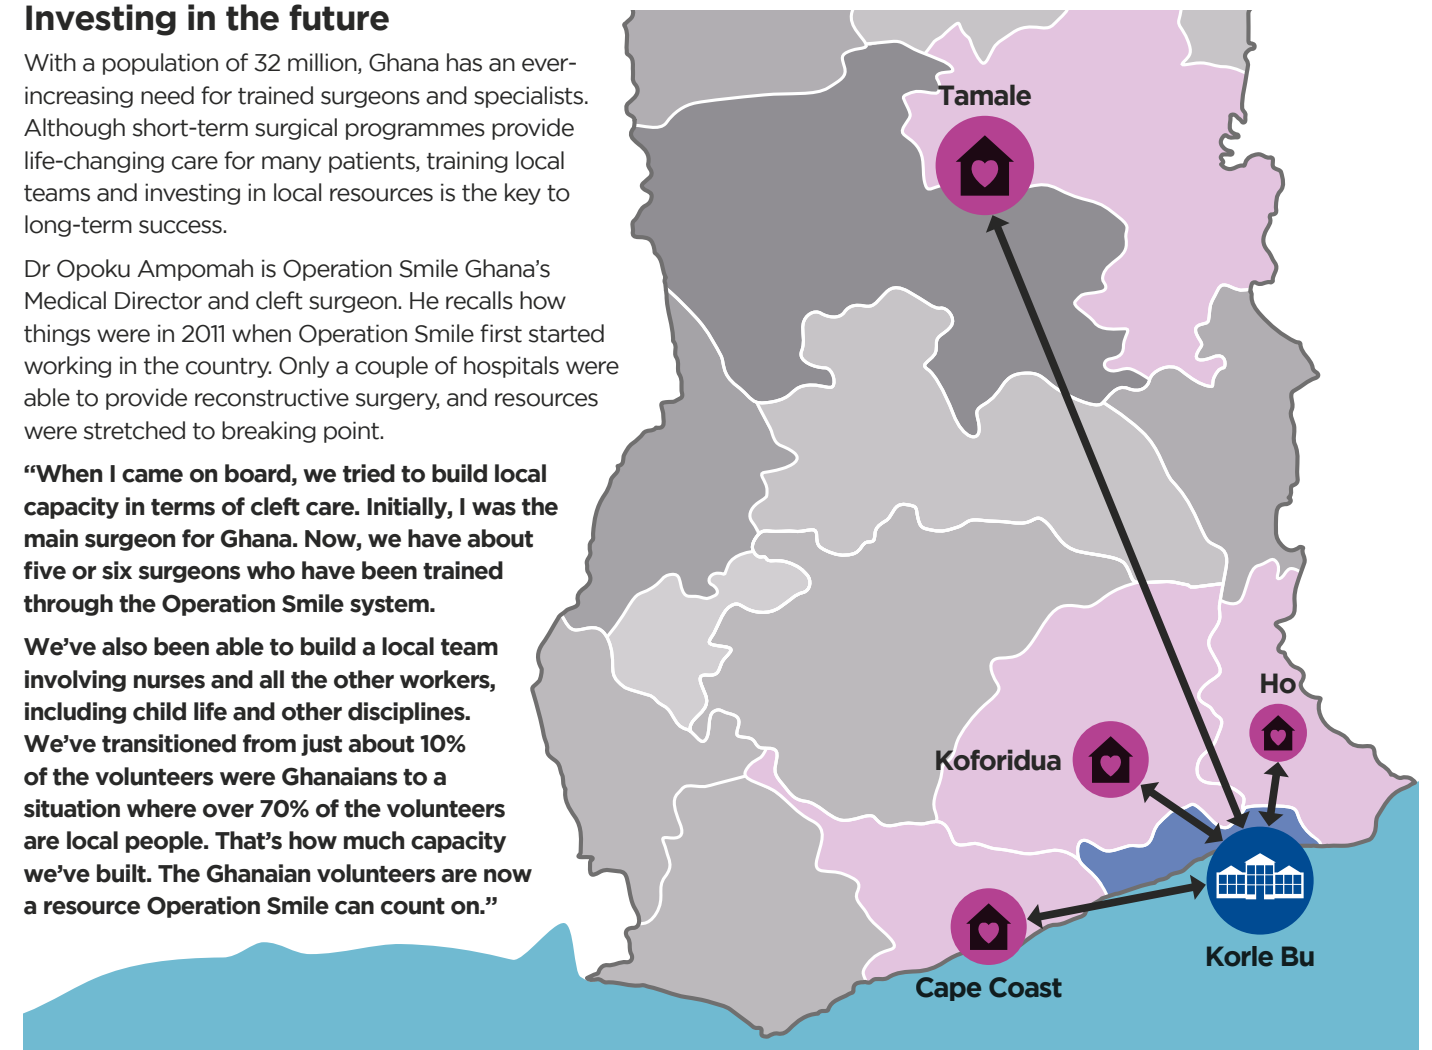 Investing in the future
With a population of 32 million, Ghana has an ever-
increasing need for trained surgeons and specialists.
Although short-term surgical programmes provide
life-changing care for many patients, training local
teams and investing in local resources is the key to
long-term success.
Dr Opoku Ampomah is Operation Smile Ghana’s
Medical Director and cleft surgeon. He recalls how
things were in 2011 when Operation Smile first started
working in the country. Only a couple of hospitals were
able to provide reconstructive surgery, and resources
were stretched to breaking point.
“When I came on board, we tried to build local
capacity in terms of cleft care. Initially, I was the
main surgeon for Ghana. Now, we have about
five or six surgeons who have been trained
through the Operation Smile system.
We’ve also been able to build a local team
involving nurses and all the other workers,
including child life and other disciplines.
We’ve transitioned from just about 10%
of the volunteers were Ghanaians to a
situation where over 70% of the volunteers
are local people. That’s how much capacity
we’ve built. The Ghanaian volunteers are now
a resource Operation Smile can count on.”
Tamale
Ho
Koforidua
Korle Bu
Cape Coast